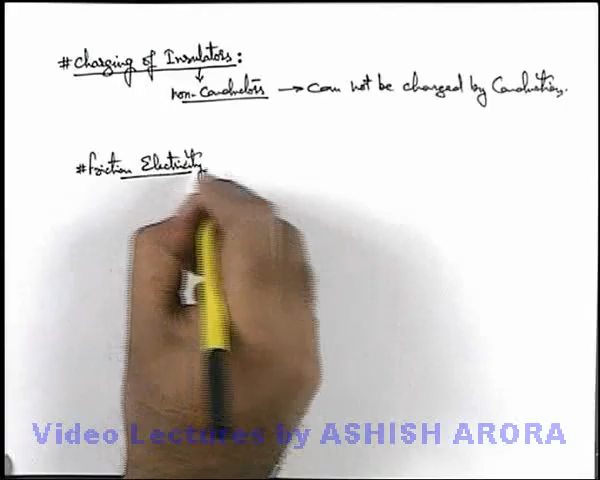 # Charging of Insulators :
↓
non-Conductors → can not be charged by Conduction.
# Friction Electricity
Video Lectures by ASHISH ARORA